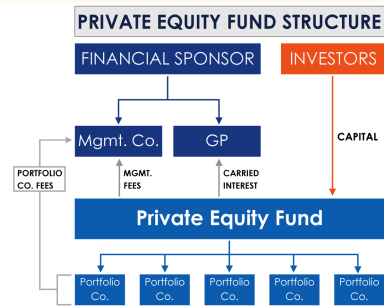 PRIVATE EQUITY FUND STRUCTURE
FINANCIAL SPONSOR
INVESTORS
Mgmt. Co.
GP
CAPITAL
PORTFOLIO
CO. FEES
MGMT.
FEES
CARRIED
INTEREST
Private Equity Fund
Portfolio
Co.
Portfolio
Co.
Portfolio
Co.
Portfolio
Co.
Portfolio
Co.